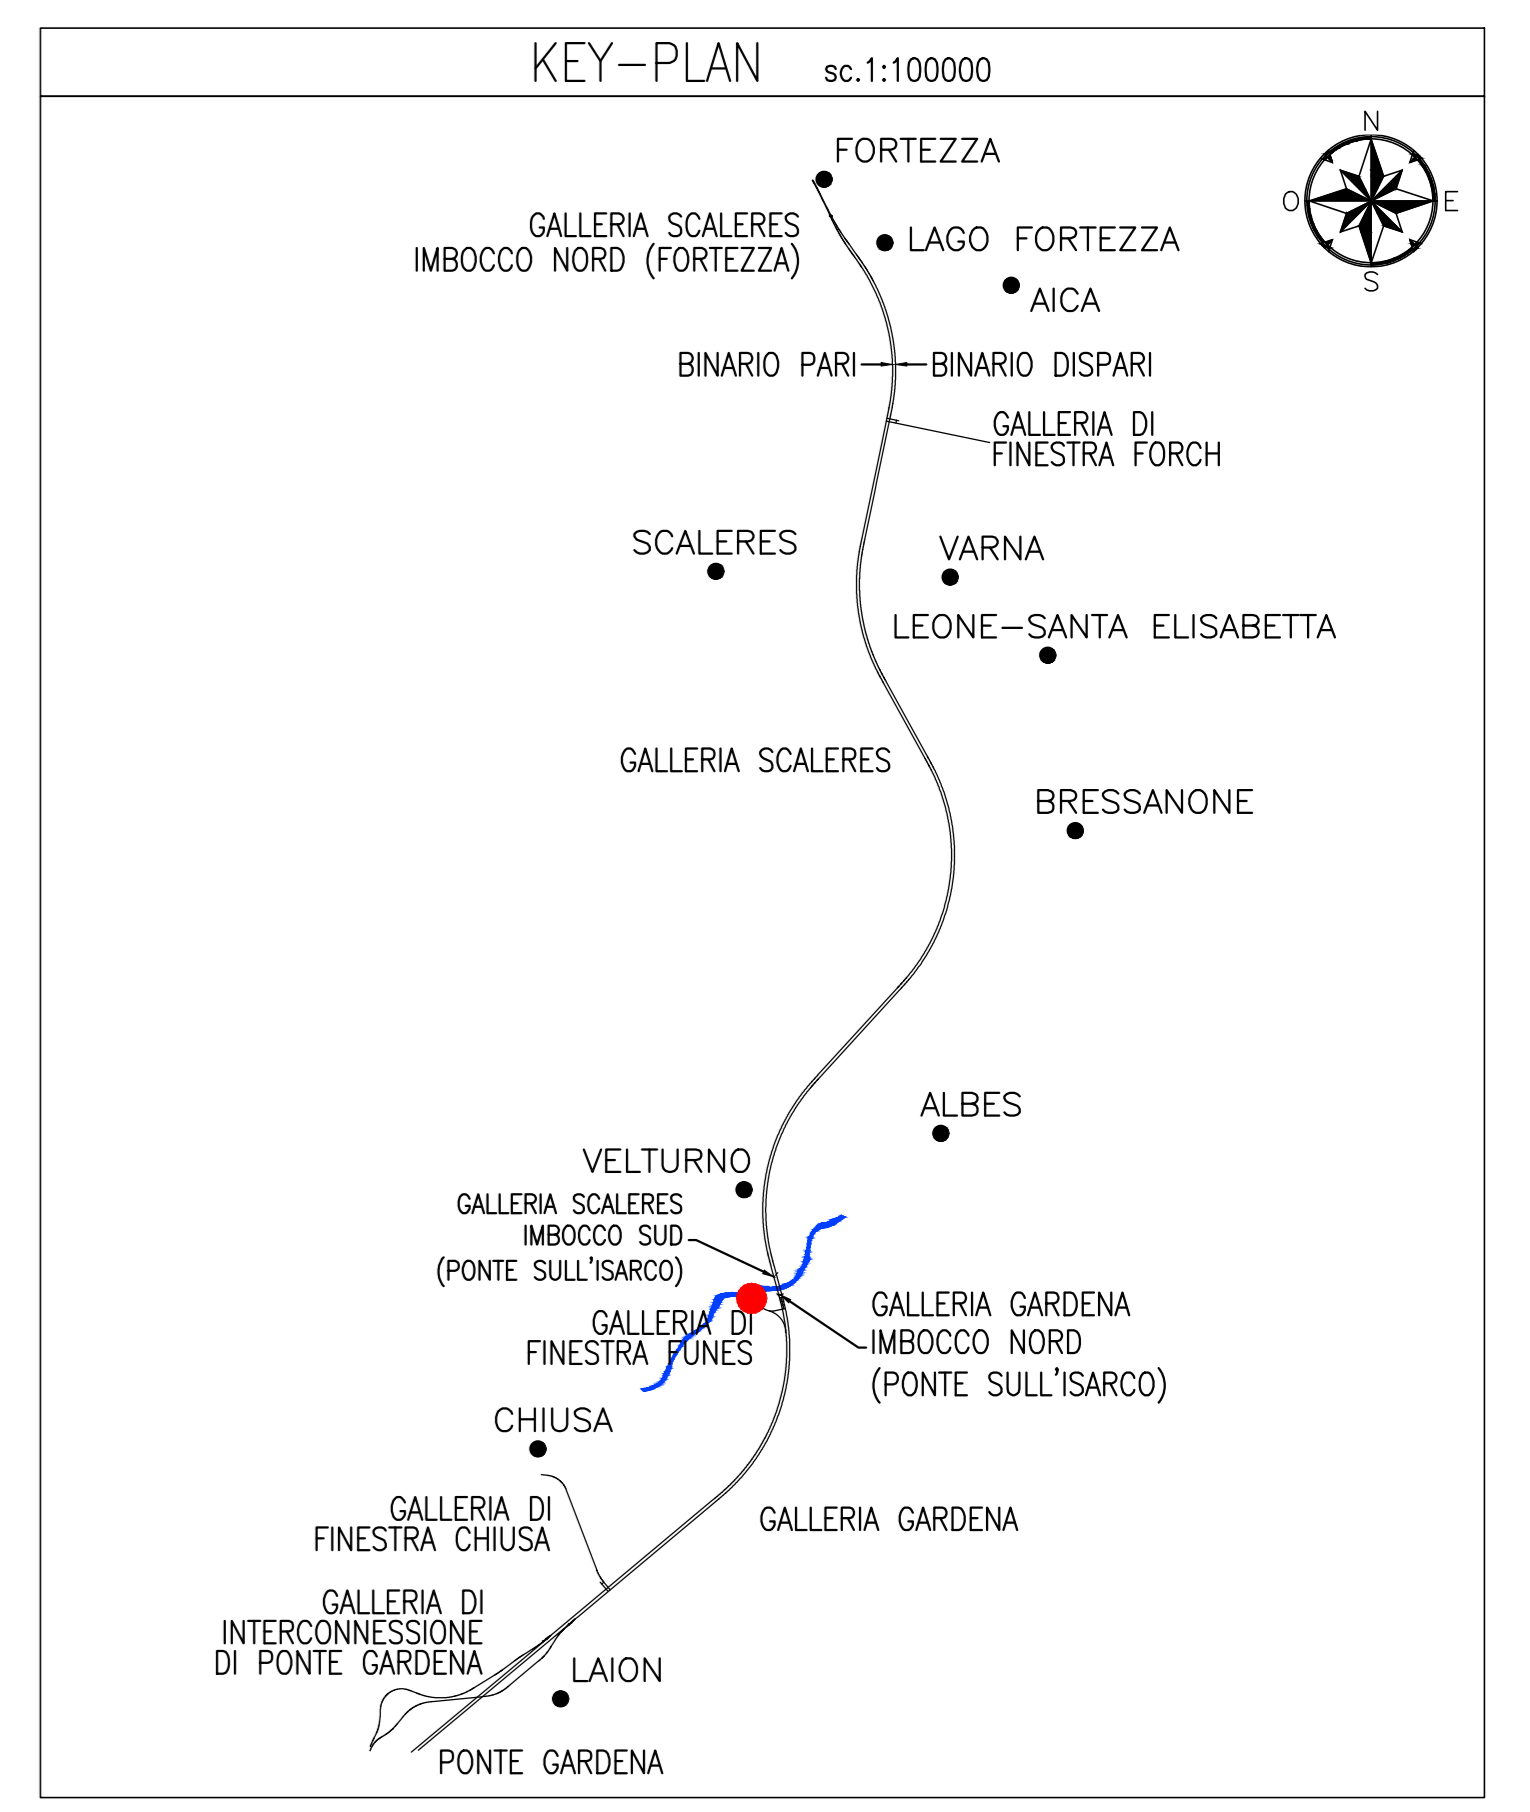 KEY-PLAN sc.1:100000
N
O
E
S
FORTEZZA
GALLERIA SCALERES
IMBOCCO NORD (FORTEZZA)
LAGO FORTEZZA
AICA
BINARIO PARI
BINARIO DISPARI
GALLERIA DI
FINESTRA FORCH
SCALERES
VARNA
LEONE-SANTA ELISABETTA
GALLERIA SCALERES
BRESSANONE
ALBES
VELTURNO
GALLERIA SCALERES
IMBOCCO SUD
(PONTE SULL'ISARCO)
GALLERIA DI
FINESTRA FUNES
GALLERIA GARDENA
IMBOCCO NORD
(PONTE SULL'ISARCO)
CHIUSA
GALLERIA DI
FINESTRA CHIUSA
GALLERIA GARDENA
GALLERIA DI
INTERCONNESSIONE
DI PONTE GARDENA
LAION
PONTE GARDENA